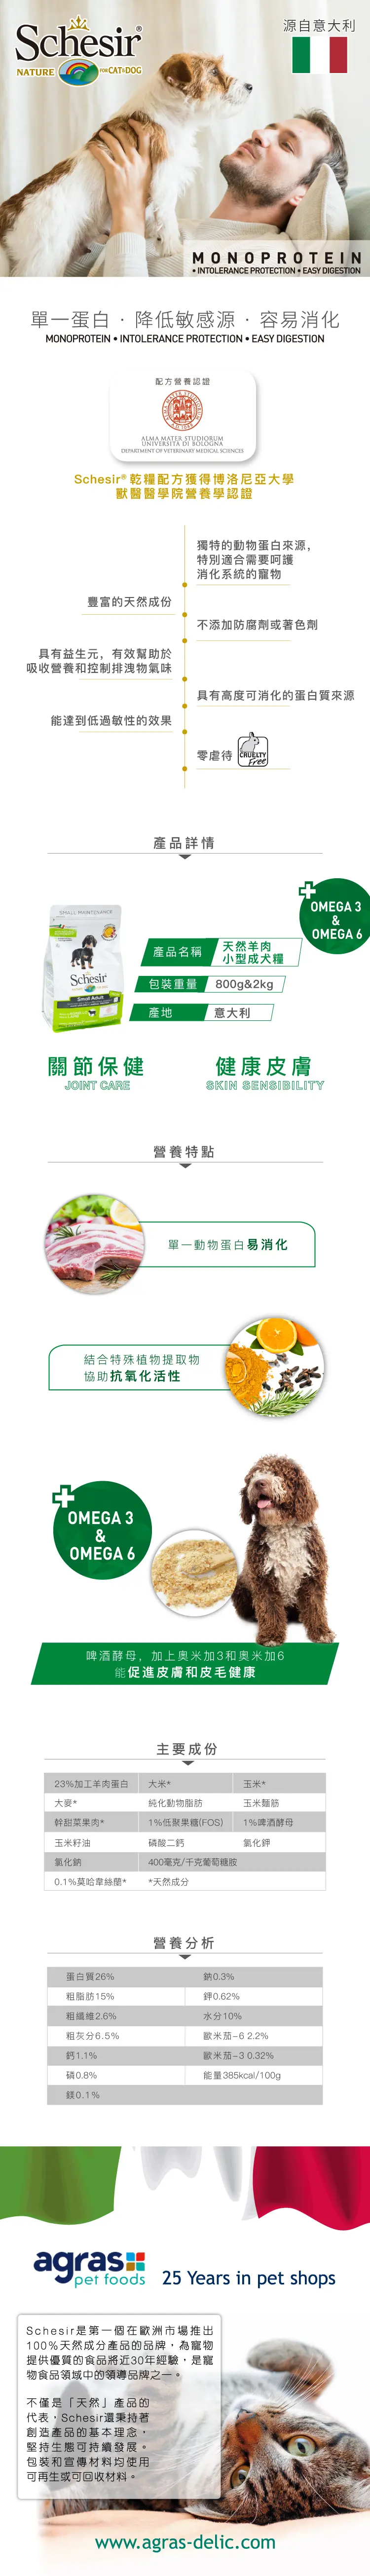 源自意大利
Schesir®
NATURE FOR CAT&DOG
MONOPROTEIN
• INTOLERANCE PROTECTION • EASY DIGESTION
單一蛋白 · 降低敏感源 · 容易消化
MONOPROTEIN • INTOLERANCE PROTECTION • EASY DIGESTION
配方營養認證
ALMA MATER STUDIORUM
UNIVERSITÀ DI BOLOGNA
DEPARTMENT OF VETERINARY MEDICAL SCIENCES
Schesir® 乾糧配方獲得博洛尼亞大學
獸醫醫學院營養學認證
獨特的動物蛋白來源，
特別適合需要呵護
消化系統的寵物
豐富的天然成份
不添加防腐劑或著色劑
具有益生元，有效幫助於
吸收營養和控制排洩物氣味
具有高度可消化的蛋白質來源
能達到低過敏性的效果
零虐待
CRUELTY
Free
產品詳情
OMEGA 3
&
OMEGA 6
SMALL MAINTENANCE
Schesir
Small Adult
產品名稱 天然羊肉
小型成犬糧
包裝重量 800g&2kg
產地 意大利
關節保健 健康皮膚
JOINT CARE SKIN SENSIBILITY
營養特點
單一動物蛋白易消化
結合特殊植物提取物
協助抗氧化活性
OMEGA 3
&
OMEGA 6
啤酒酵母，加上奧米加3和奧米加6
能促進皮膚和皮毛健康
主要成份
23%加工羊肉蛋白 大米* 玉米*
大麥* 純化動物脂肪 玉米麵筋
幹甜菜果肉* 1%低聚果糖(FOS) 1%啤酒酵母
玉米籽油 磷酸二鈣 氯化鉀
氯化鈉 400毫克/千克葡萄糖胺
0.1%莫哈韋絲蘭* *天然成分
營養分析
蛋白質26% 鈉0.3%
粗脂肪15% 鉀0.62%
粗纖維2.6% 水分10%
粗灰分6.5% 歐米茄-6 2.2%
鈣1.1% 歐米茄-3 0.32%
磷0.8% 能量385kcal/100g
鎂0.1%
agras
pet foods
25 Years in pet shops
Schesir是第一個在歐洲市場推出
100%天然成分產品的品牌，為寵物
提供優質的食品將近30年經驗，是寵
物食品領域中的領導品牌之一。
不僅是「天然」產品的
代表，Schesir還秉持著
創造產品的基本理念，
堅持生態可持續發展。
包裝和宣傳材料均使用
可再生或可回收材料。
www.agras-delic.com